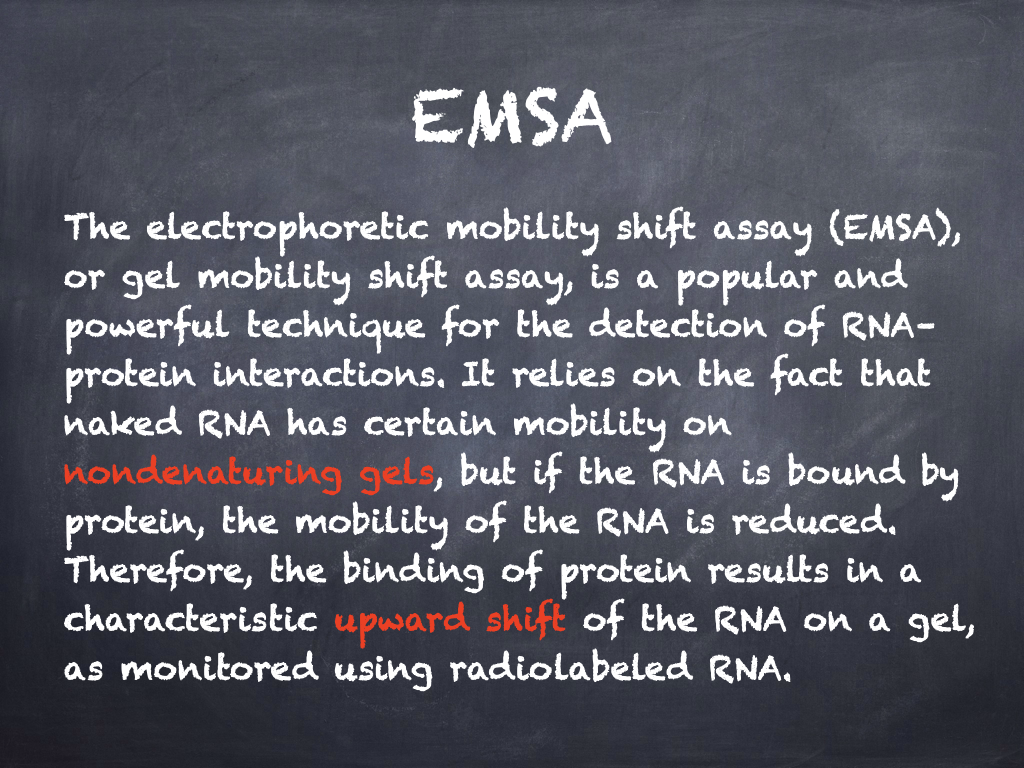 EMSA
The electrophoretic mobility shift assay (EMSA),
or gel mobility shift assay, is a popular and
powerful technique for the detection of RNA-
protein interactions. It relies on the fact that
naked RNA has certain mobility on
nondenaturing gels, but if the RNA is bound by
protein, the mobility of the RNA is reduced.
Therefore, the binding of protein results in a
characteristic upward shift of the RNA on a gel,
as monitored using radiolabeled RNA.